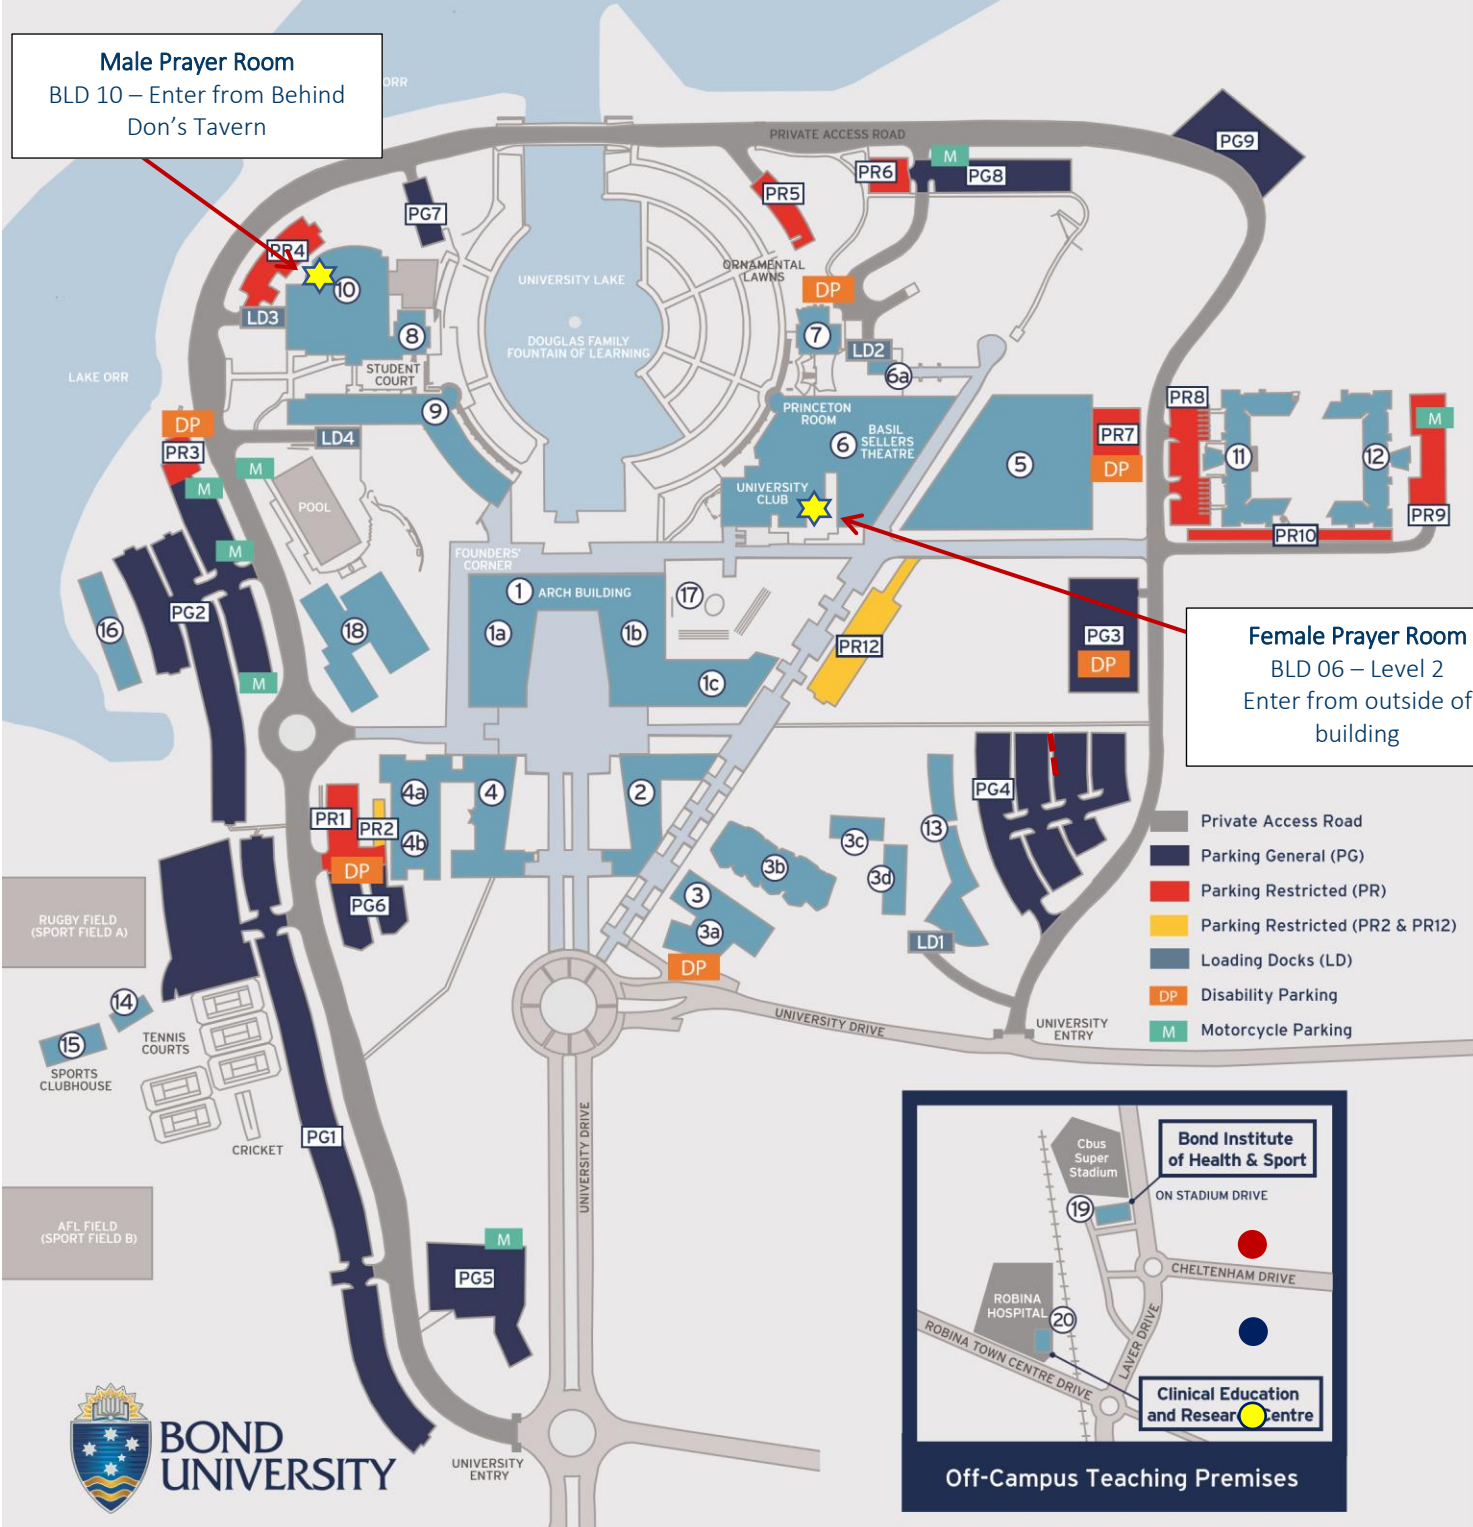 Male Prayer Room
BLD 10 – Enter from Behind
Don's Tavern
ORR
PRIVATE ACCESS ROAD
PG9
M
PR6
PG8
PR5
PG7
PR4
ORNAMENTAL
LAWNS
UNIVERSITY LAKE
DP
10
LD3
8
7
LD2
DOUGLAS FAMILY
FOUNTAIN OF LEARNING
STUDENT
COURT
LAKE ORR
6a
PR8
9
PRINCETON
ROOM
BASIL
SELLERS
THEATRE
6
DP
PR3
LD4
M
PR7
DP
5
11
12
M
PR9
PR10
M
POOL
UNIVERSITY
CLUB
M
FOUNDERS'
CORNER
1
ARCH BUILDING
17
16
PG2
18
1a
1b
PR12
PG3
DP
Female Prayer Room
BLD 06 – Level 2
Enter from outside of
building
M
1c
4a
4
2
PG4
PR1
PR2
4b
3c
13
DP
3b
3d
PG6
3
3a
LD1
DP
Private Access Road
Parking General (PG)
Parking Restricted (PR)
Parking Restricted (PR2 & PR12)
Loading Docks (LD)
DP Disability Parking
M Motorcycle Parking
RUGBY FIELD
(SPORT FIELD A)
14
15
TENNIS
COURTS
SPORTS
CLUBHOUSE
UNIVERSITY DRIVE
UNIVERSITY
ENTRY
CRICKET
PG1
UNIVERSITY DRIVE
AFL FIELD
(SPORT FIELD B)
M
PG5
UNIVERSITY
ENTRY
BOND
UNIVERSITY
Cbus
Super
Stadium
Bond Institute
of Health & Sport
ON STADIUM DRIVE
19
CHELTENHAM DRIVE
ROBINA
HOSPITAL
20
LAVER DRIVE
ROBINA TOWN CENTRE DRIVE
Clinical Education
and Resear Centre
Off-Campus Teaching Premises